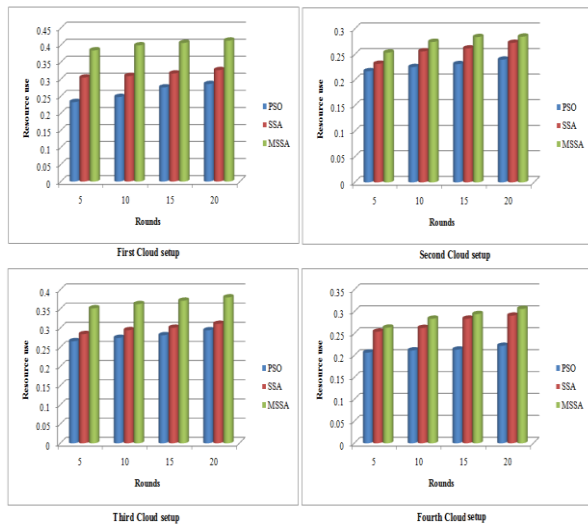 0.45
0.4
0.35
0.3
0.25
0.2
0.15
0.1
0.05
0
Resource use
5 10 15 20
Rounds
PSO
SSA
MSSA
First Cloud setup
0.3
0.25
0.2
0.15
0.1
0.05
0
Resource use
5 10 15 20
Rounds
PSO
SSA
MSSA
Second Cloud setup
0.4
0.35
0.3
0.25
0.2
0.15
0.1
0.05
0
Resource use
5 10 15 20
Rounds
PSO
SSA
MSSA
Third Cloud setup
0.35
0.3
0.25
0.2
0.15
0.1
0.05
0
Resource use
5 10 15 20
Rounds
PSO
SSA
MSSA
Fourth Cloud setup